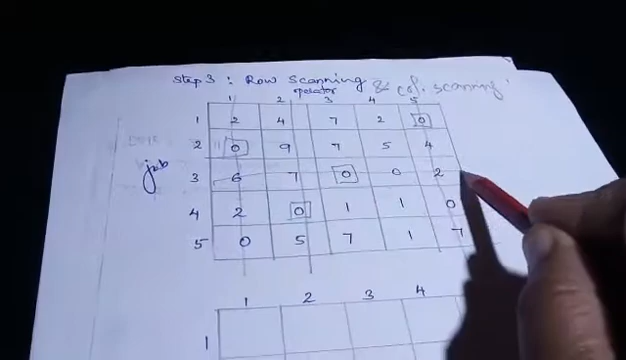 step 3 : Row Scanning & col. scanning
operator
1 2 3 4 5
1 2 4 7 2 0
2 0 9 7 5 4
job
3 6 7 0 0 2
4 2 0 1 1 0
5 0 5 7 1 7
1 2 3 4
1